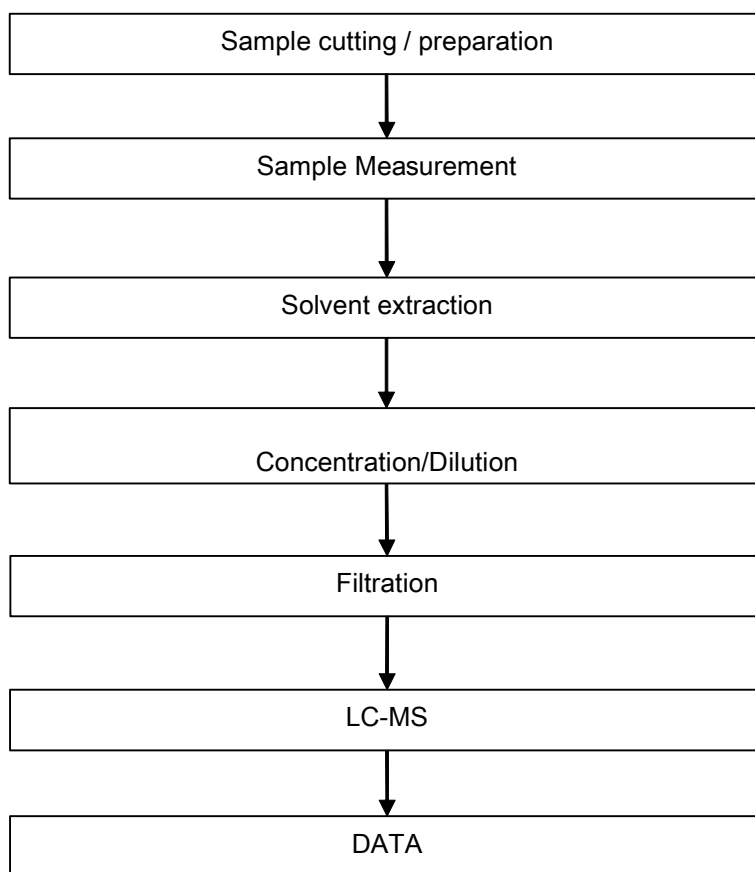 Sample cutting / preparation
Sample Measurement
Solvent extraction
Concentration/Dilution
Filtration
LC-MS
DATA